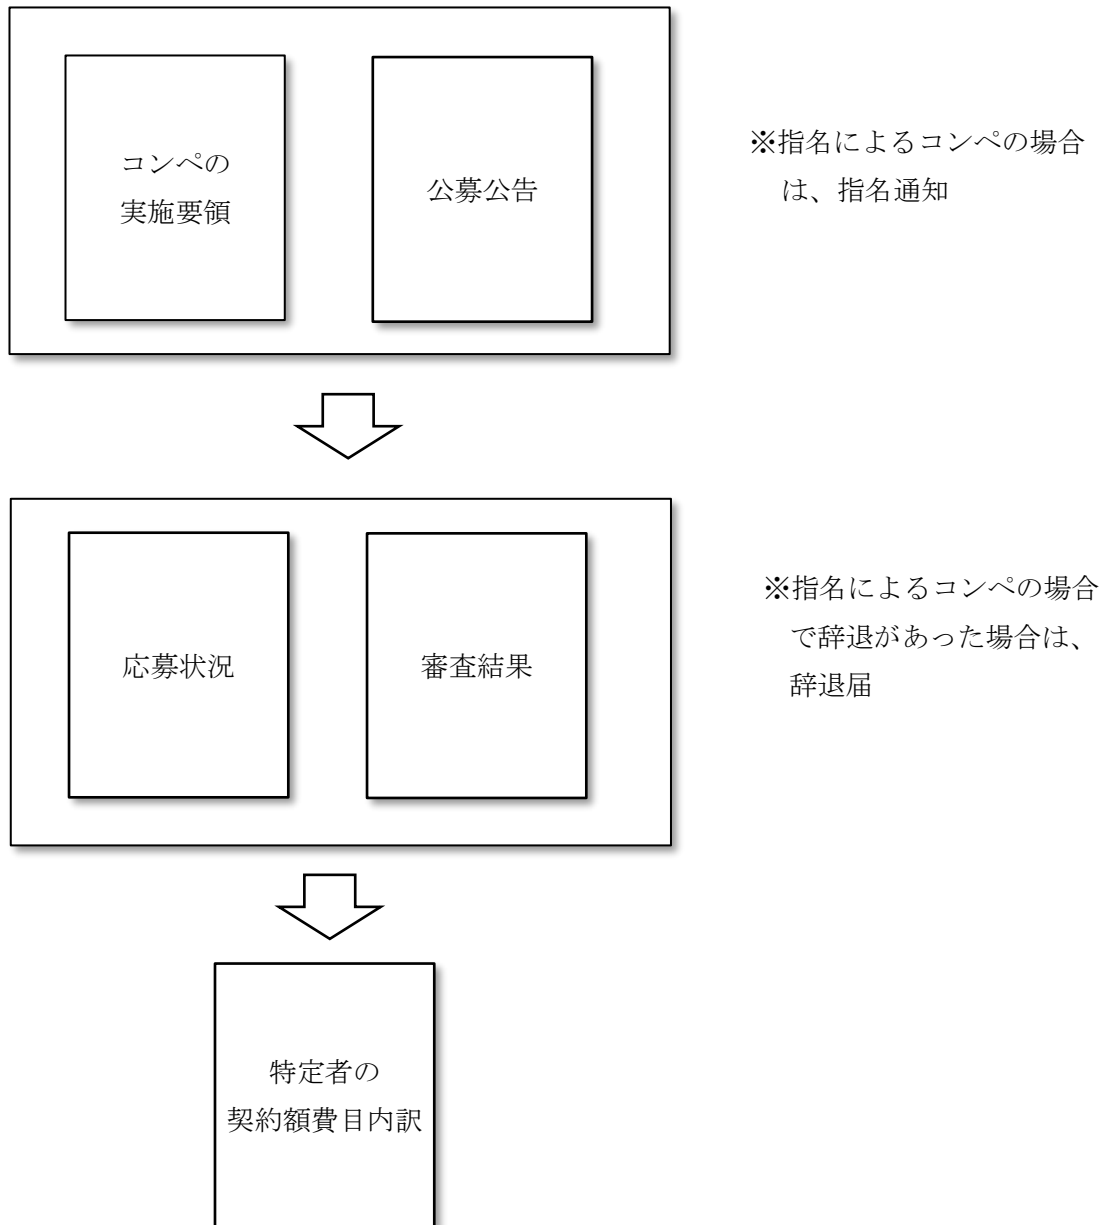 コンペの
実施要領
公募公告
※指名によるコンペの場合
は、指名通知
応募状況
審査結果
※指名によるコンペの場合
で辞退があった場合は、
辞退届
特定者の
契約額費目内訳